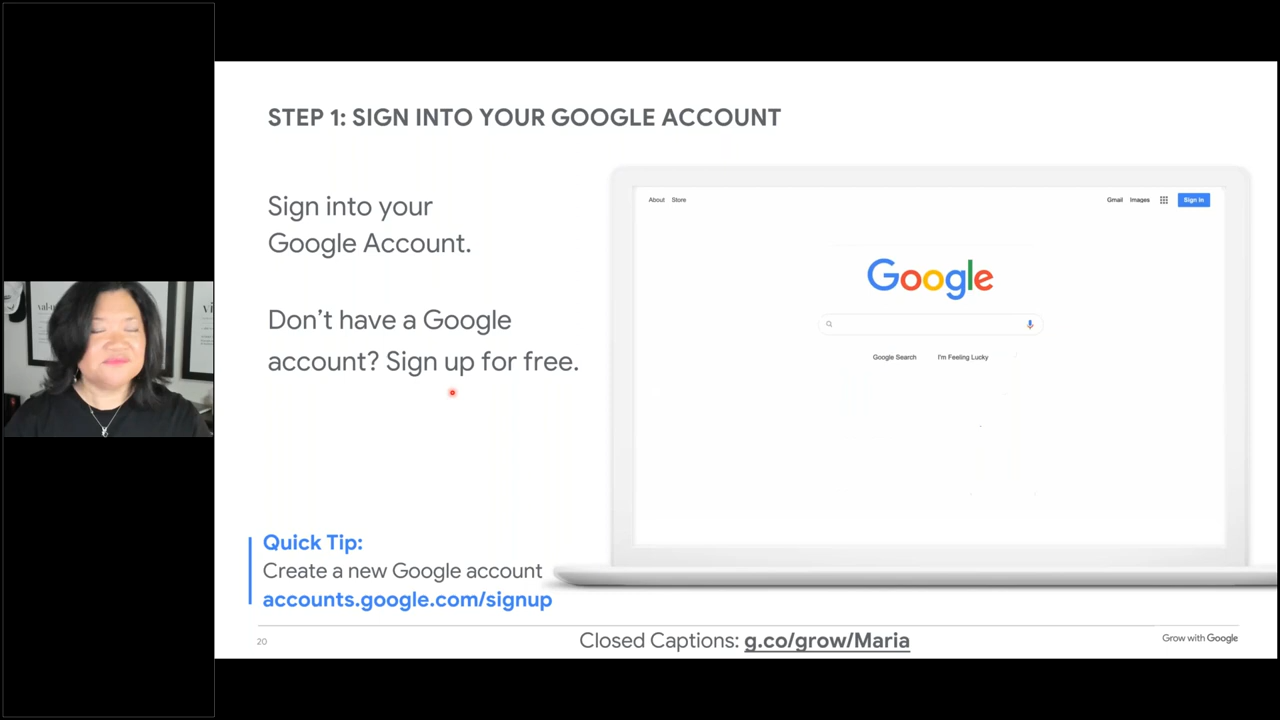 STEP 1: SIGN INTO YOUR GOOGLE ACCOUNT
Sign into your
Google Account.
Don't have a Google
account? Sign up for free.
About Store
Gmail Images Sign in
Google
Google Search I'm Feeling Lucky
Quick Tip:
Create a new Google account
accounts.google.com/signup
20
Closed Captions: g.co/grow/Maria
Grow with Google